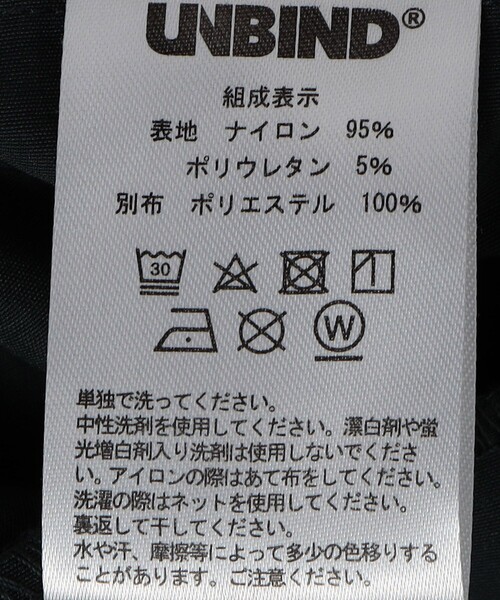 UNBIND®
組成表示
表地 ナイロン 95%
ポリウレタン 5%
別布 ポリエステル 100%
30
W
単独で洗ってください。
中性洗剤を使用してください。漂白剤や蛍
光増白剤入り洗剤は使用しないでくださ
い。アイロンの際はあて布をしてください。
洗濯の際はネットを使用してください。
裏返して干してください。
水や汗、摩擦等によって多少の色移りする
ことがあります。ご注意ください。